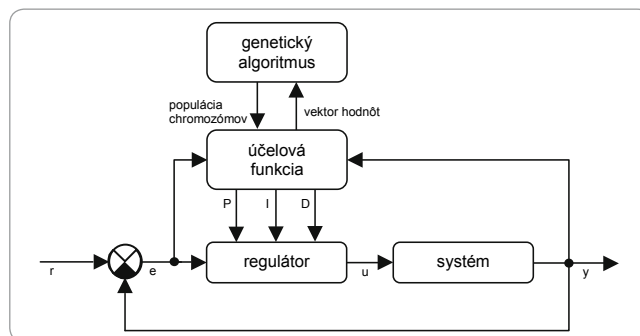 genetický
algoritmus
populácia
chromozómov
vektor hodnôt
účelová
funkcia
P I D
r e regulátor u systém y